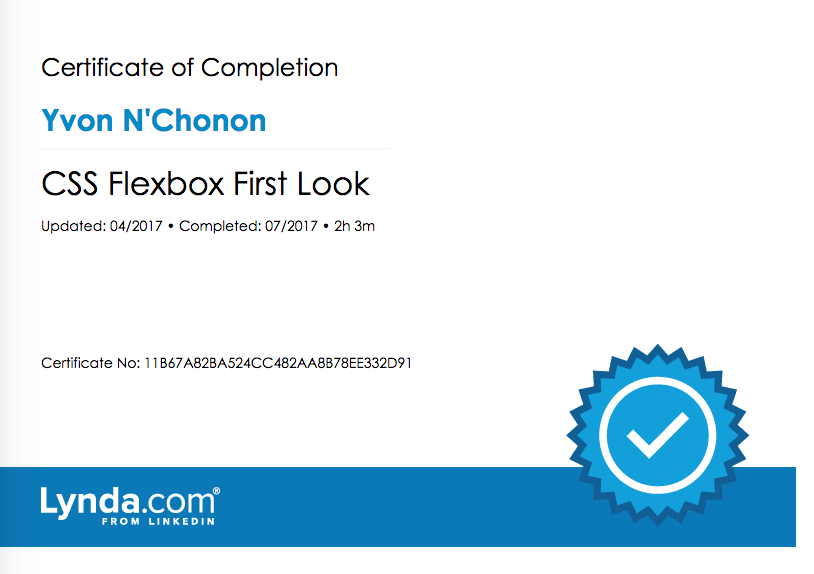 Certificate of Completion
Yvon N'Chonon
CSS Flexbox First Look
Updated: 04/2017 • Completed: 07/2017 • 2h 3m
Certificate No: 11B67A82BA524CC482AA8B78EE332D91
Lynda.com®
FROM LINKEDIN